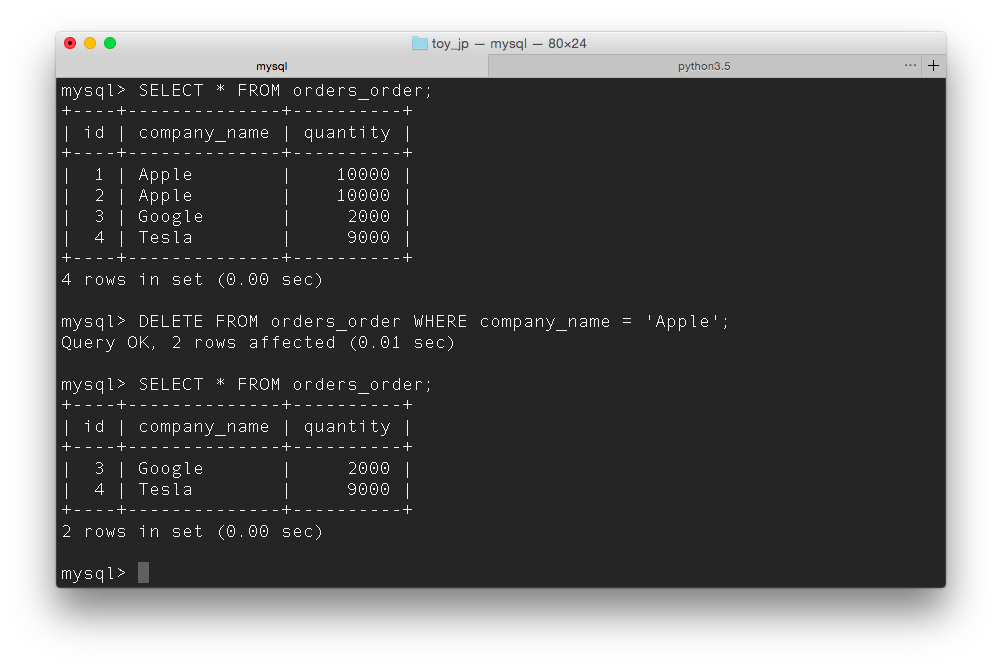 toy_jp — mysql — 80×24
mysql python3.5 ... +
mysql> SELECT * FROM orders_order;
+----+--------------+----------+
| id | company_name | quantity |
+----+--------------+----------+
|  1 | Apple        |    10000 |
|  2 | Apple        |    10000 |
|  3 | Google       |     2000 |
|  4 | Tesla        |     9000 |
+----+--------------+----------+
4 rows in set (0.00 sec)

mysql> DELETE FROM orders_order WHERE company_name = 'Apple';
Query OK, 2 rows affected (0.01 sec)

mysql> SELECT * FROM orders_order;
+----+--------------+----------+
| id | company_name | quantity |
+----+--------------+----------+
|  3 | Google       |     2000 |
|  4 | Tesla        |     9000 |
+----+--------------+----------+
2 rows in set (0.00 sec)

mysql>